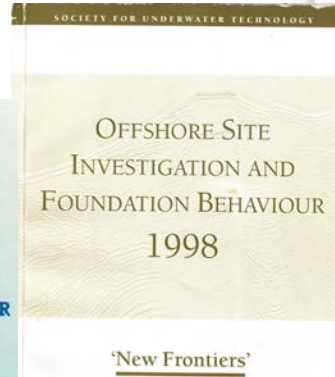 SOCIETY FOR UNDERWATER TECHNOLOGY
OFFSHORE SITE
INVESTIGATION AND
FOUNDATION BEHAVIOUR
1998
R
'New Frontiers'